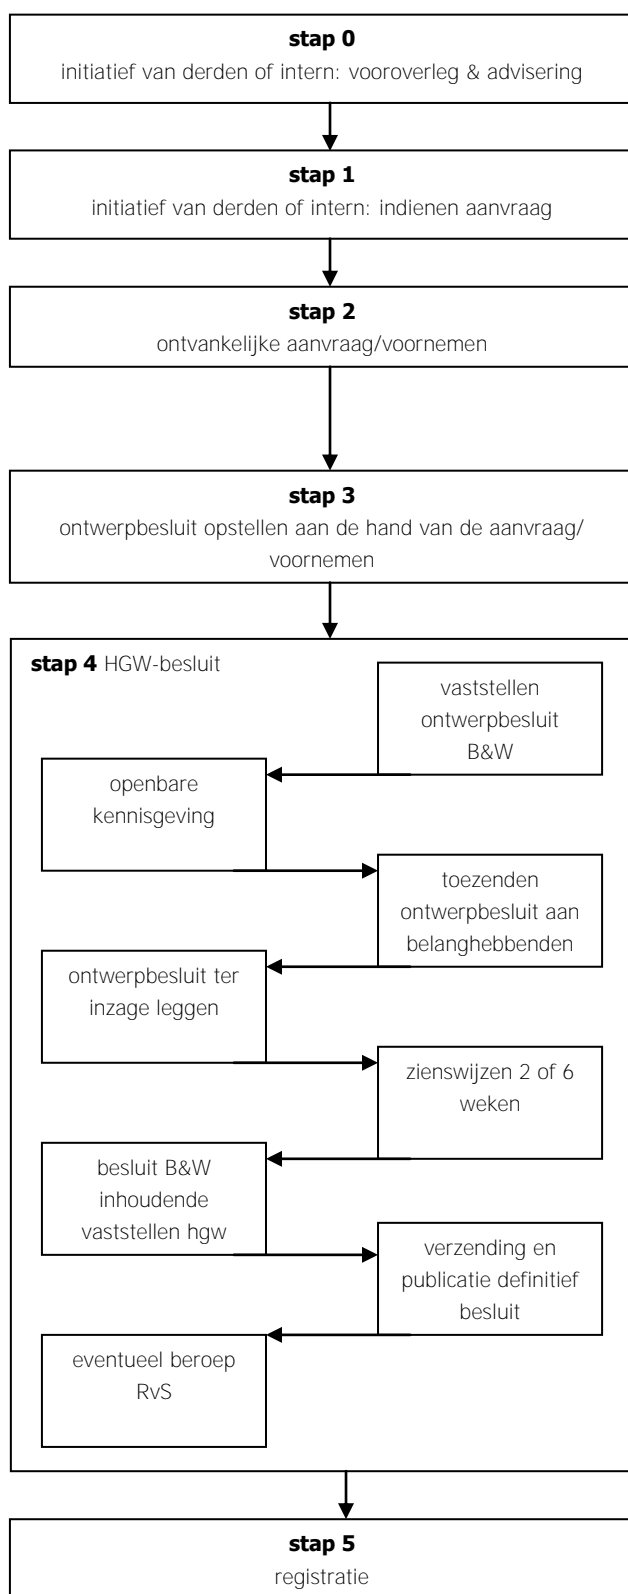 stap 0
initiatief van derden of intern: vooroverleg & advisering
stap 1
initiatief van derden of intern: indienen aanvraag
stap 2
ontvankelijke aanvraag/voornemen
stap 3
ontwerpbesluit opstellen aan de hand van de aanvraag/
voornemen
stap 4 HGW-besluit
vaststellen
ontwerpbesluit
B&W
openbare
kennisgeving
toezenden
ontwerpbesluit aan
belanghebbenden
ontwerpbesluit ter
inzage leggen
zienswijzen 2 of 6
weken
besluit B&W
inhoudende
vaststellen hgw
verzending en
publicatie definitief
besluit
eventueel beroep
RvS
stap 5
registratie